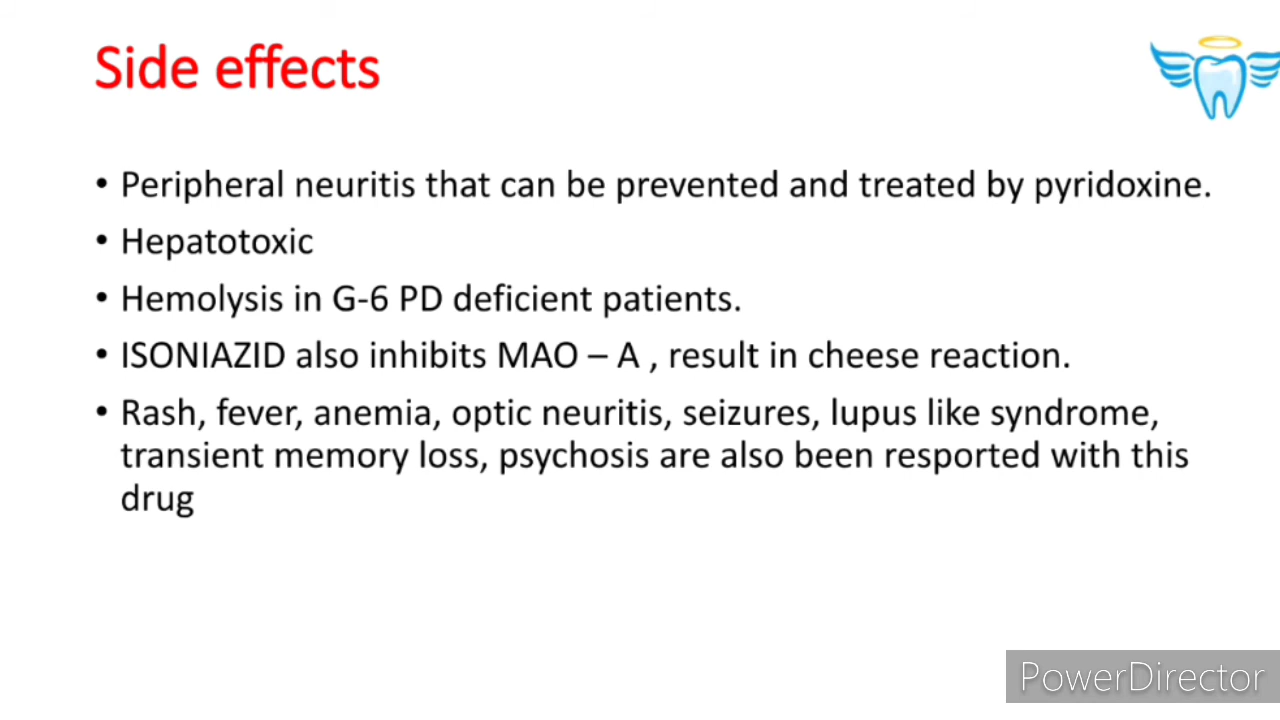 Side effects
• Peripheral neuritis that can be prevented and treated by pyridoxine.
• Hepatotoxic
• Hemolysis in G-6 PD deficient patients.
• ISONIAZID also inhibits MAO – A , result in cheese reaction.
• Rash, fever, anemia, optic neuritis, seizures, lupus like syndrome,
transient memory loss, psychosis are also been resported with this
drug
PowerDirector